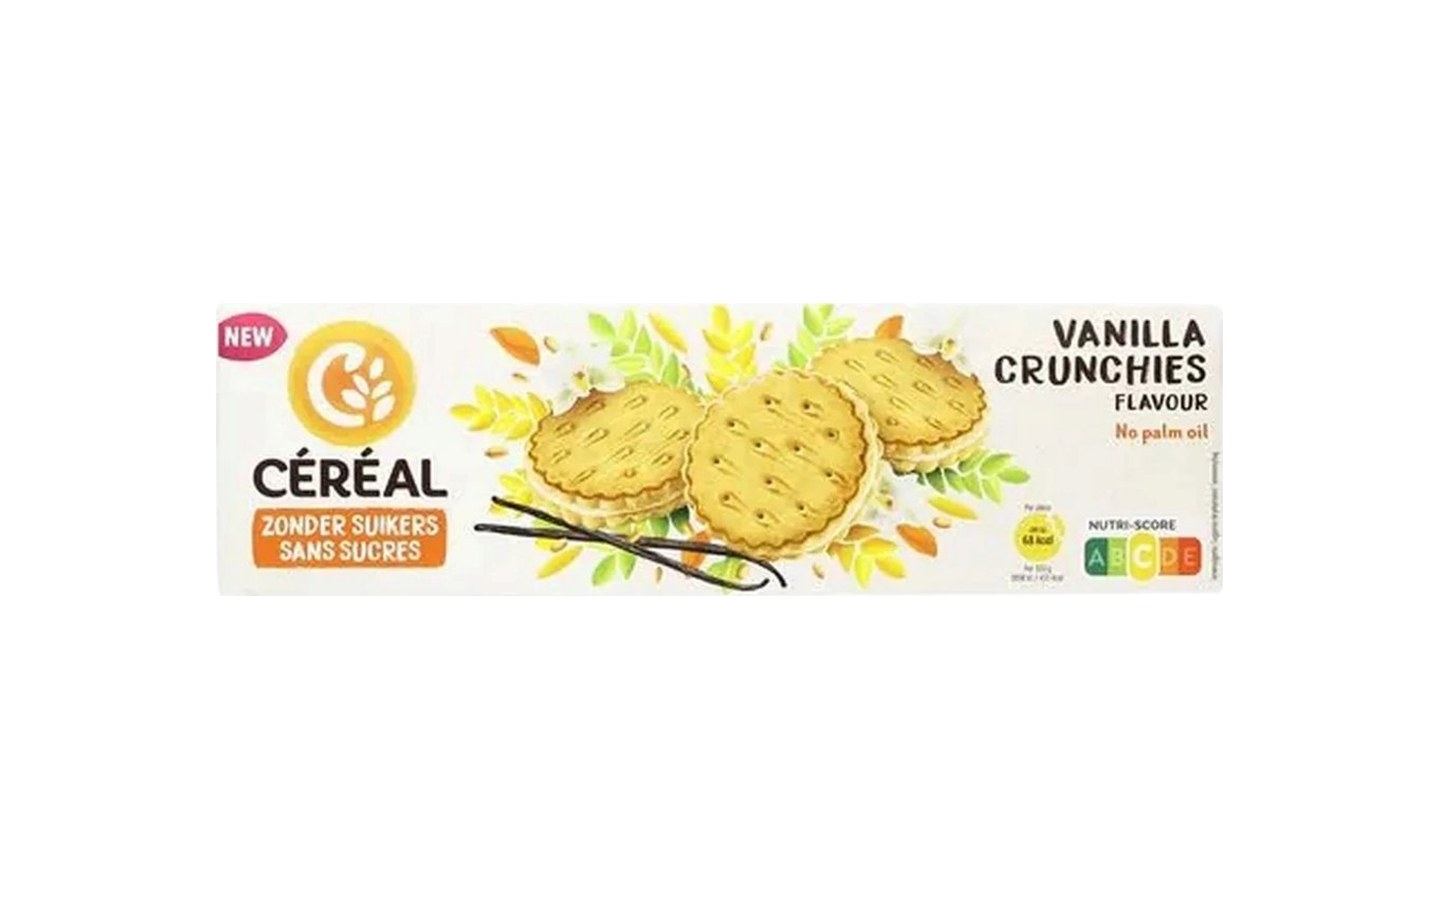 NEW
CÉRÉAL
ZONDER SUIKERS
SANS SUCRES
VANILLA
CRUNCHIES
FLAVOUR
No palm oil
68 kcal
NUTRI-SCORE
A B C D E